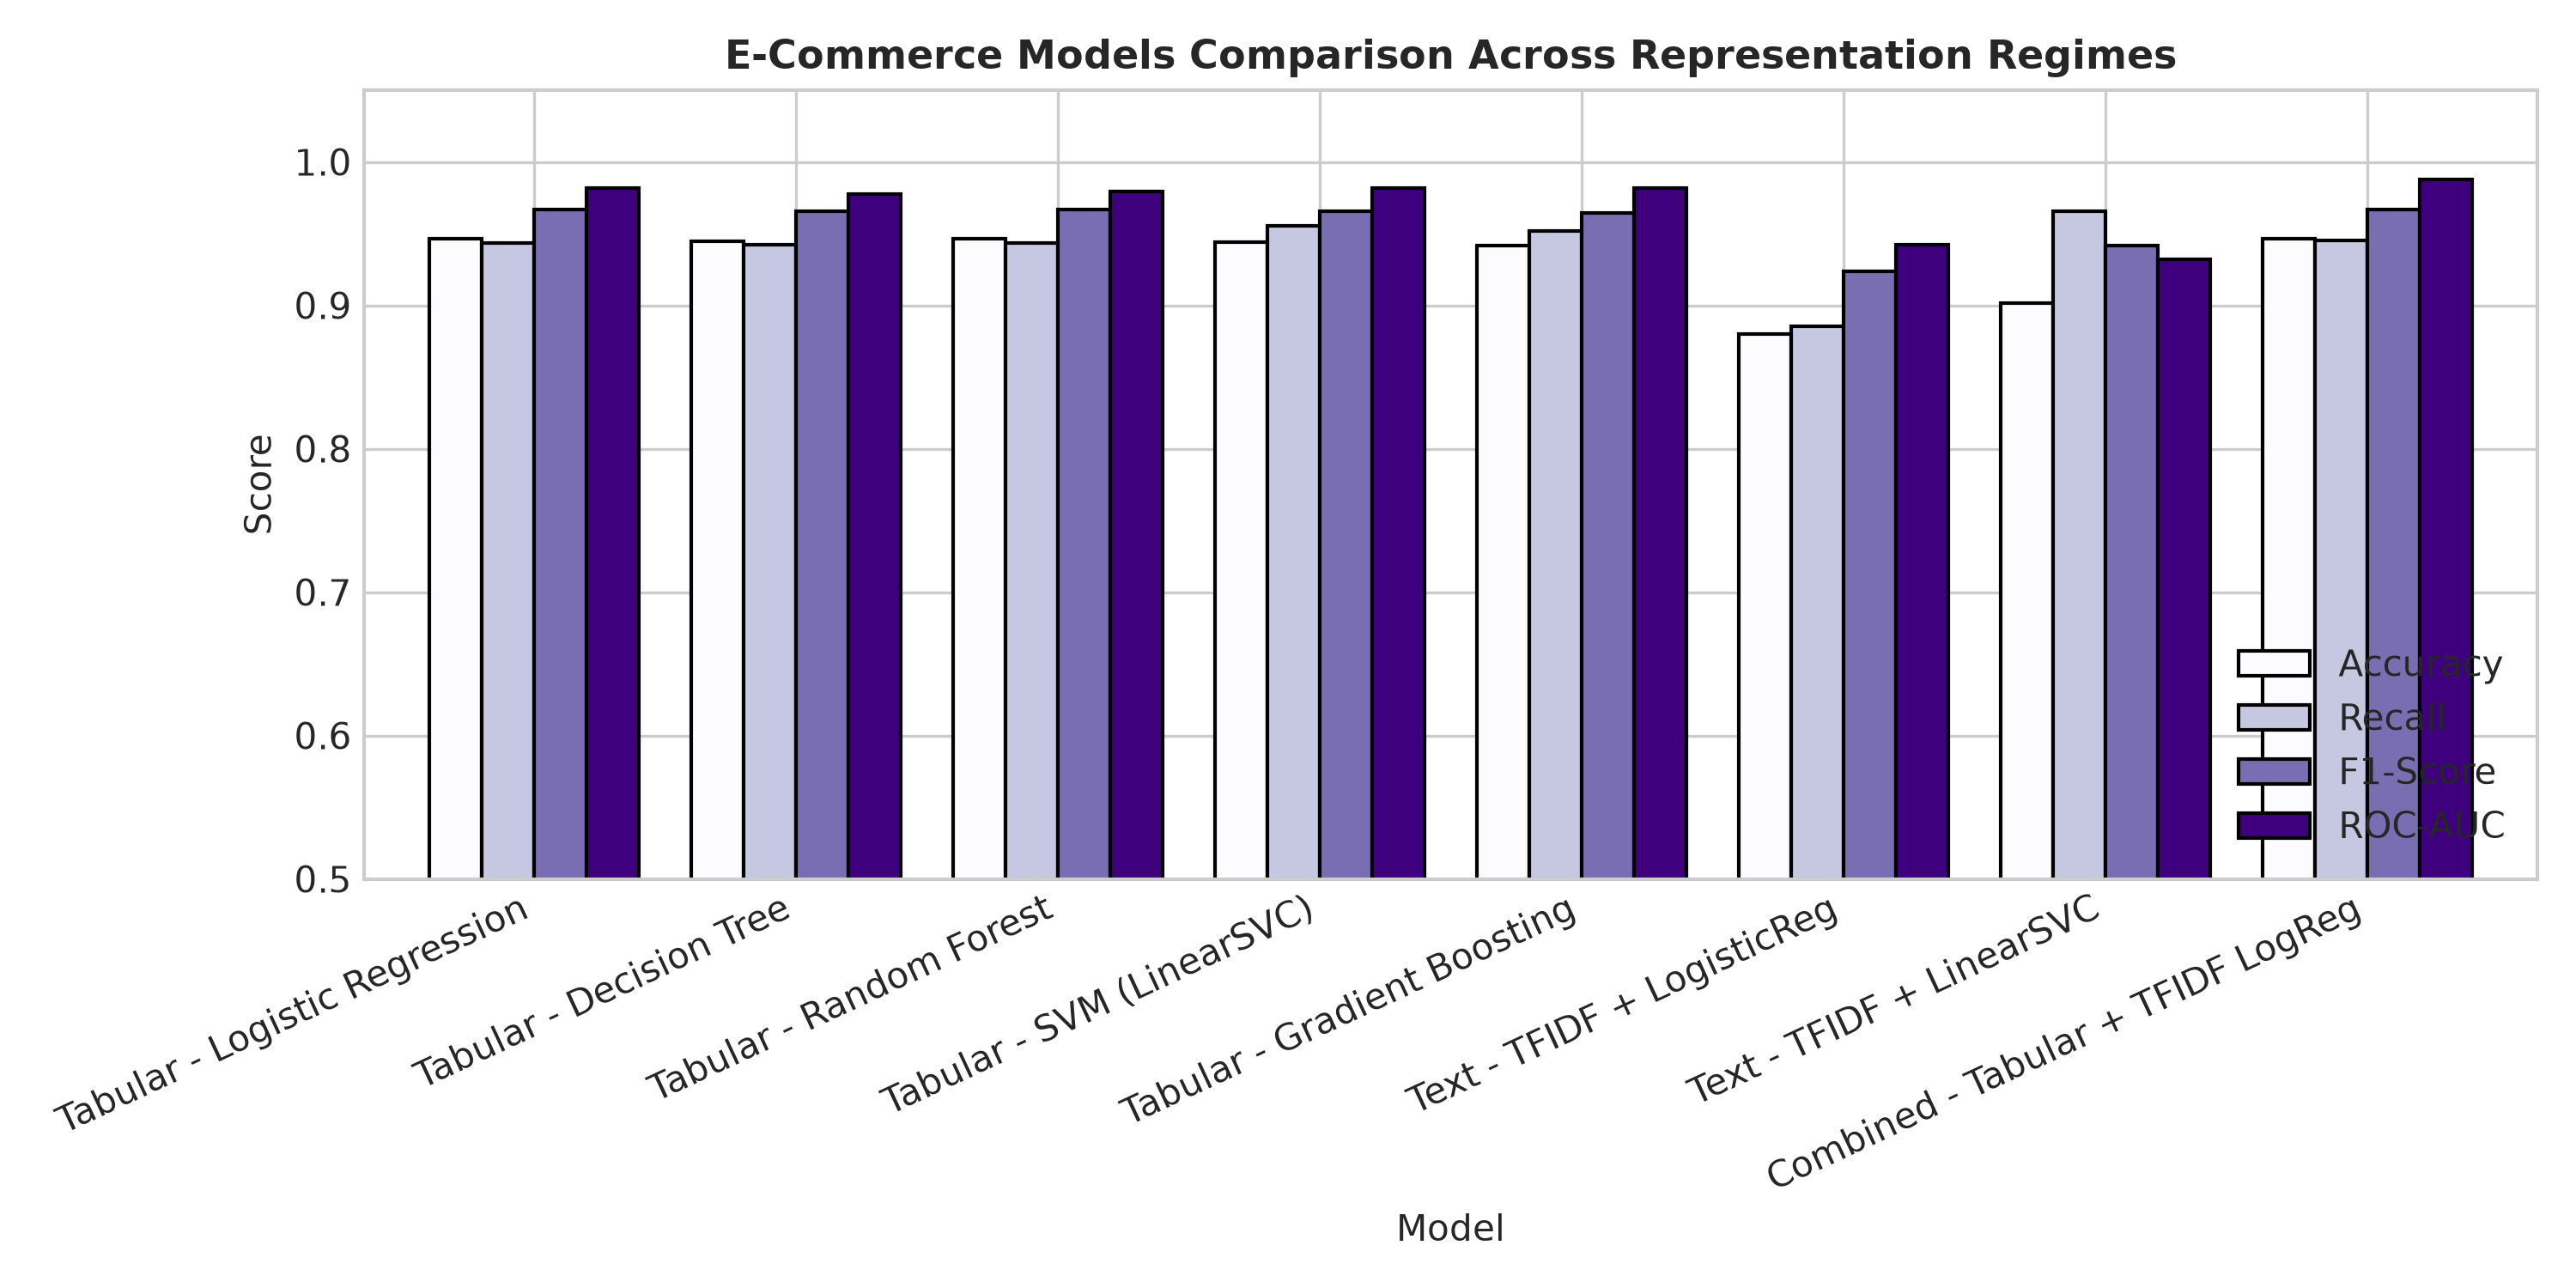 E-Commerce Models Comparison Across Representation Regimes
Score
1.0
0.9
0.8
0.7
0.6
0.5
Accuracy
Recall
F1-Score
ROC-AUC
Tabular - Logistic Regression
Tabular - Decision Tree
Tabular - Random Forest
Tabular - SVM (LinearSVC)
Tabular - Gradient Boosting
Text - TFIDF + LogisticReg
Text - TFIDF + LinearSVC
Combined - Tabular + TFIDF LogReg
Model